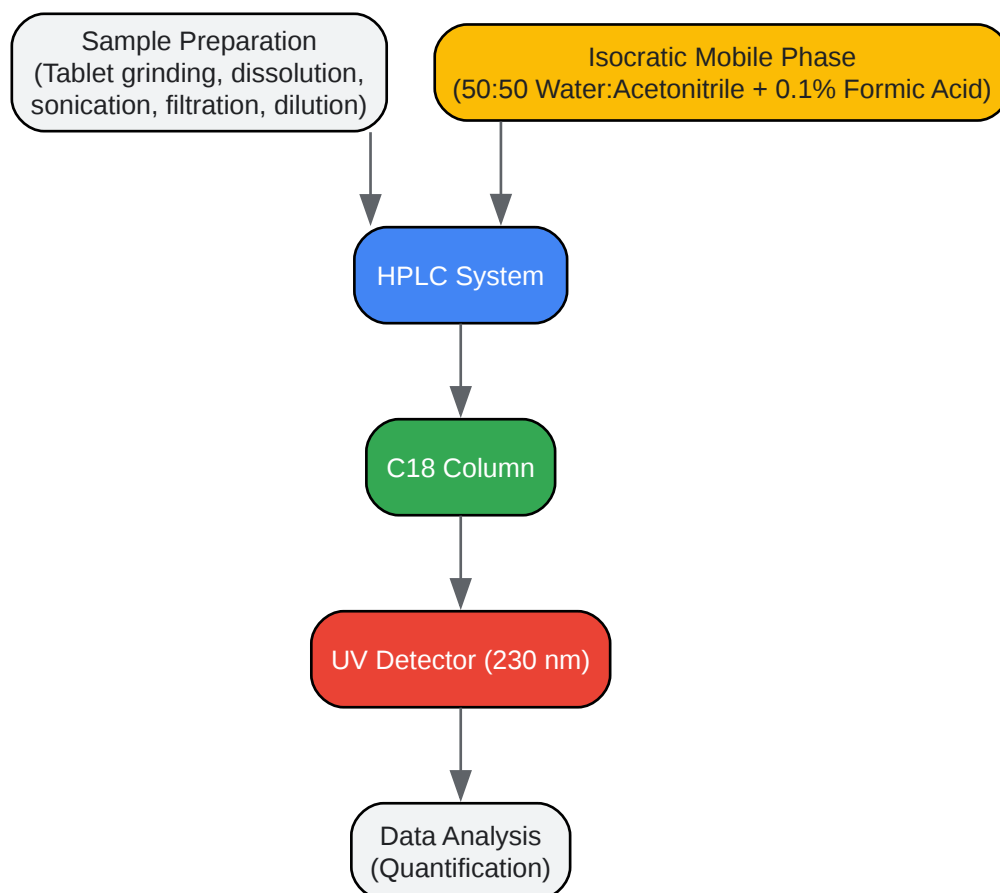 Sample Preparation
(Tablet grinding, dissolution,
sonication, filtration, dilution)
Isocratic Mobile Phase
(50:50 Water:Acetonitrile + 0.1% Formic Acid)
HPLC System
C18 Column
UV Detector (230 nm)
Data Analysis
(Quantification)